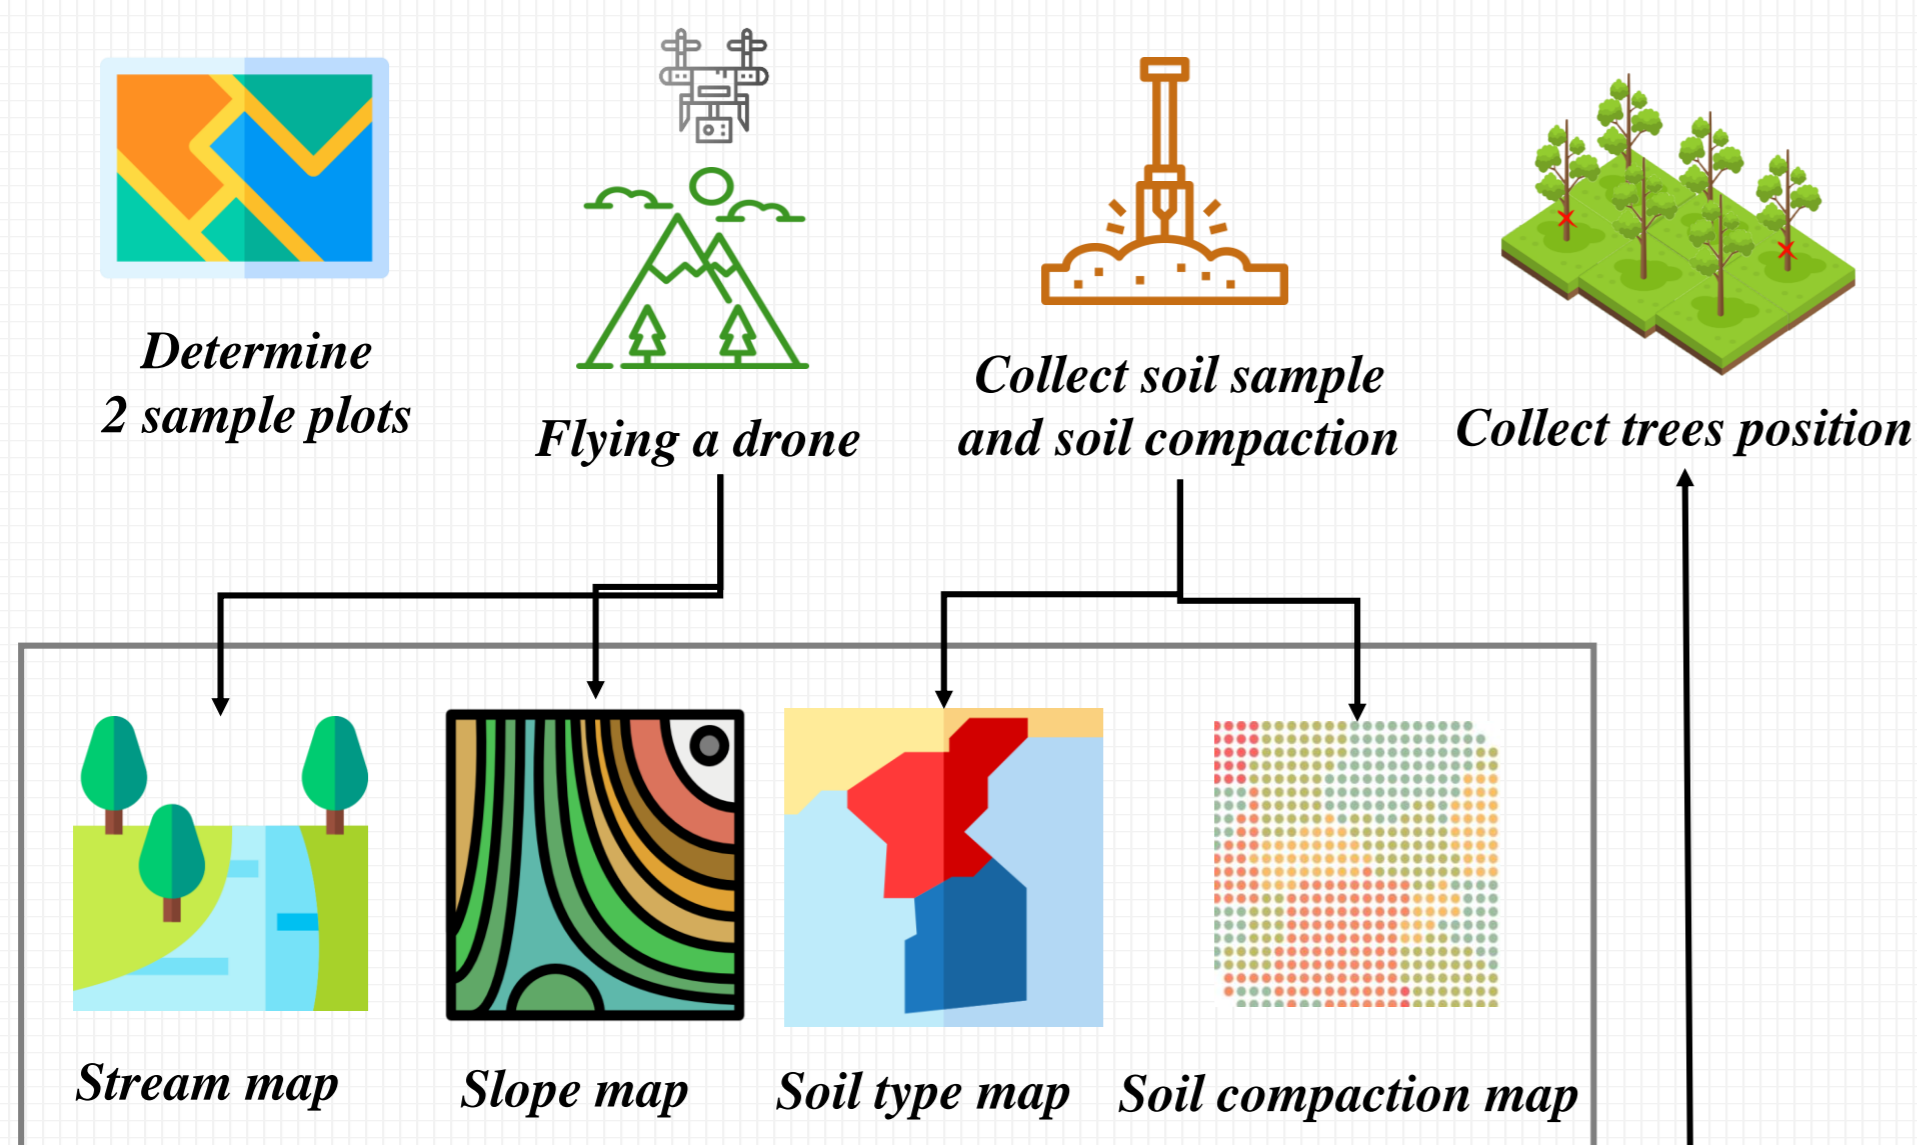 Determine
2 sample plots
Flying a drone
Collect soil sample
and soil compaction
Collect trees position
Stream map
Slope map
Soil type map
Soil compaction map